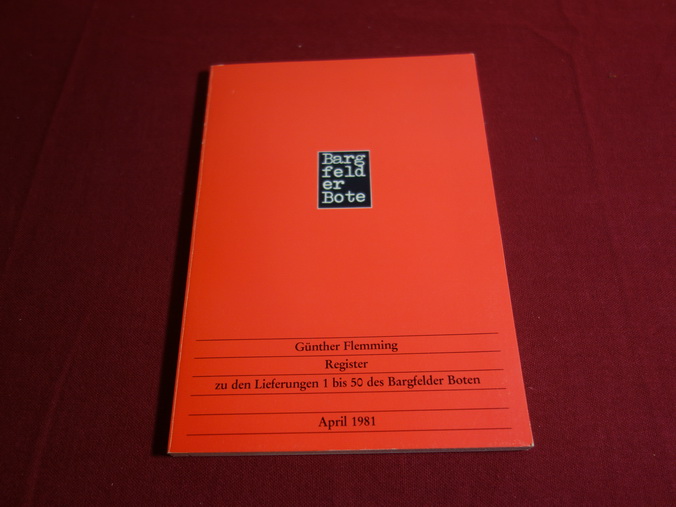 Barg
feld
er
Bote
Günther Flemming
Register
zu den Lieferungen 1 bis 50 des Bargfelder Boten
April 1981